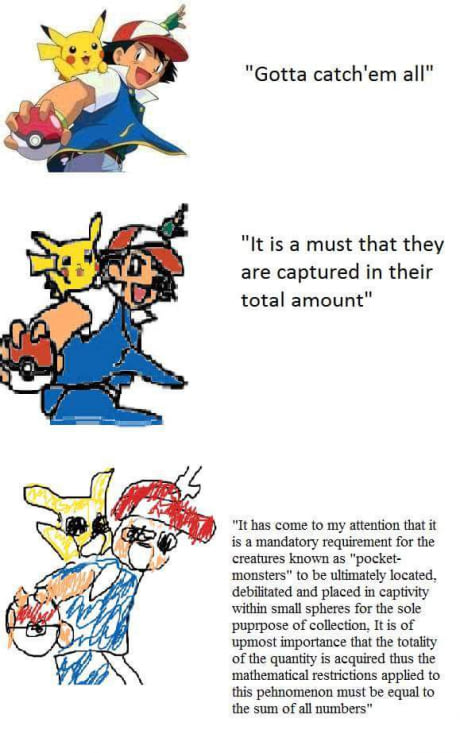 "Gotta catch'em all"
"It is a must that they
are captured in their
total amount"
"It has come to my attention that it
is a mandatory requirement for the
creatures known as "pocket-
monsters" to be ultimately located,
debilitated and placed in captivity
within small spheres for the sole
puprpose of collection, It is of
upmost importance that the totality
of the quantity is acquired thus the
mathematical restrictions applied to
this pehnomenon must be equal to
the sum of all numbers"